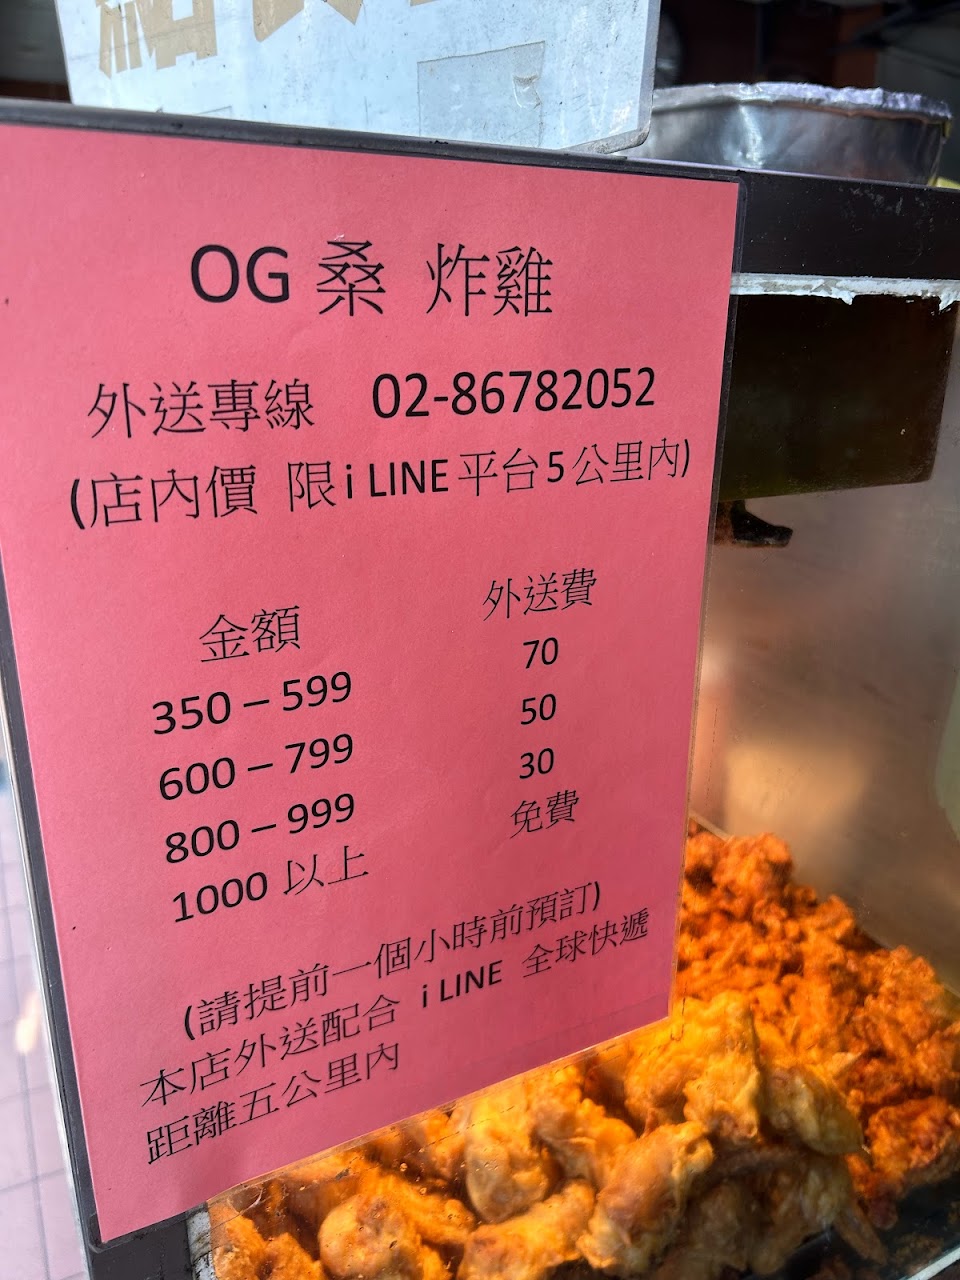 OG 桑 炸雞
外送專線 02-86782052
(店內價 限 i LINE 平台 5 公里內)
金額 外送費
350 – 599 70
600 – 799 50
800 – 999 30
1000 以上 免費
(請提前一個小時前預訂)
本店外送配合 i LINE 全球快遞
距離五公里內